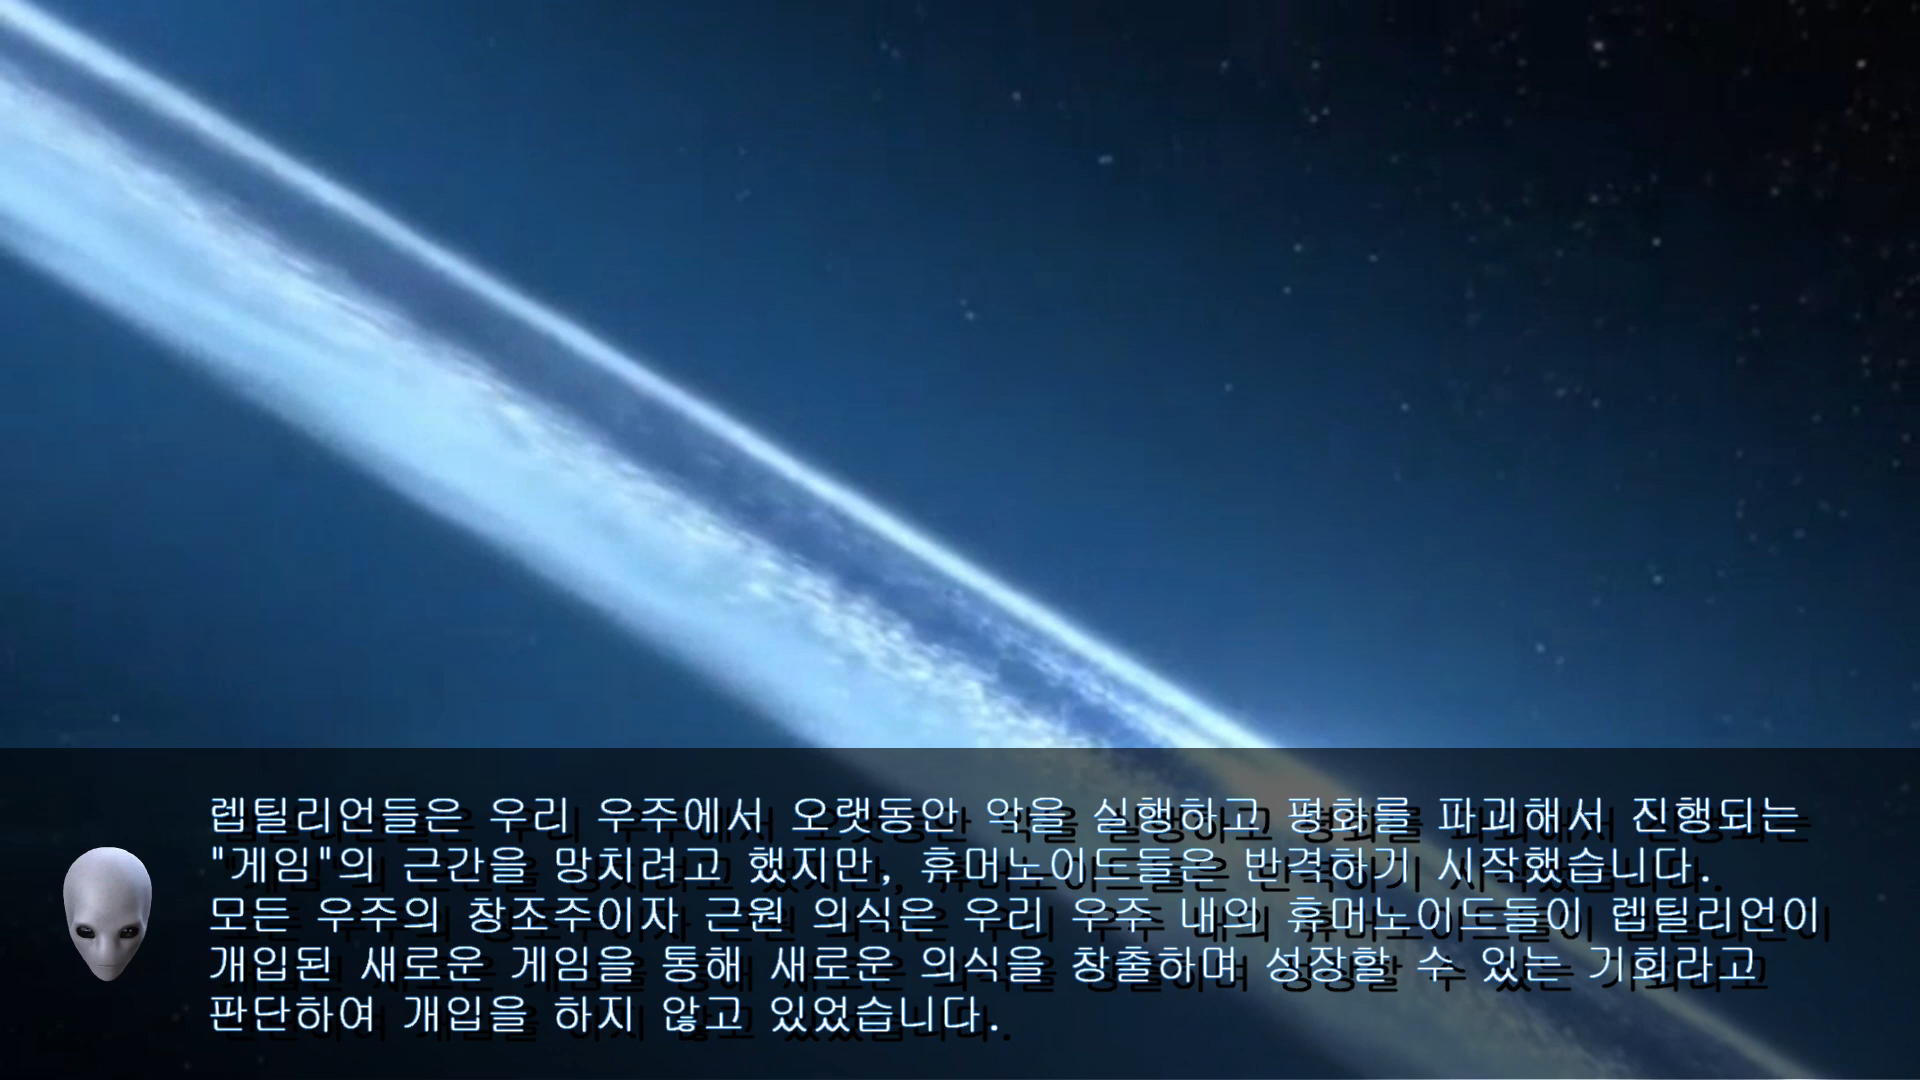 렙틸리언들은 우리 우주에서 오랫동안 악을 실행하고 평화를 파괴해서 진행되는
"게임"의 근간을 망치려고 했지만, 휴머노이드들은 반격하기 시작했습니다.
모든 우주의 창조주이자 근원 의식은 우리 우주 내의 휴머노이드들이 렙틸리언이
개입된 새로운 게임을 통해 새로운 의식을 창출하며 성장할 수 있는 기회라고
판단하여 개입을 하지 않고 있었습니다.